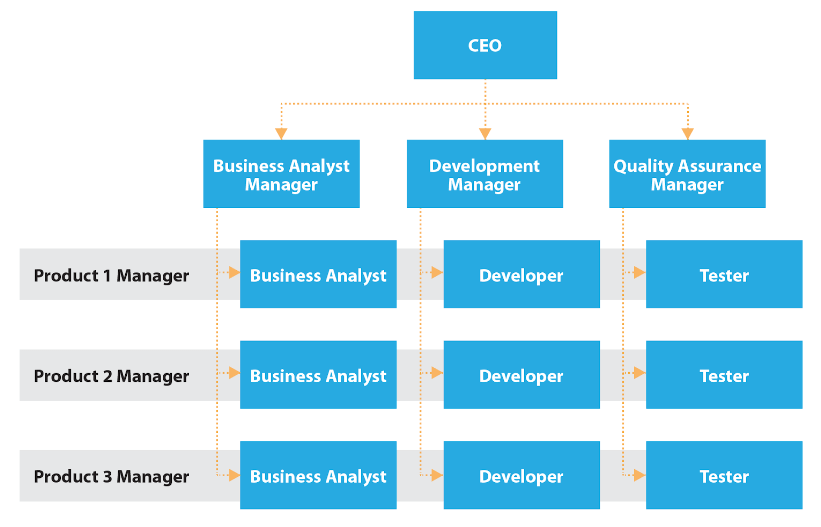 CEO
Business Analyst
Manager
Development
Manager
Quality Assurance
Manager
Product 1 Manager
Business Analyst
Developer
Tester
Product 2 Manager
Business Analyst
Developer
Tester
Product 3 Manager
Business Analyst
Developer
Tester